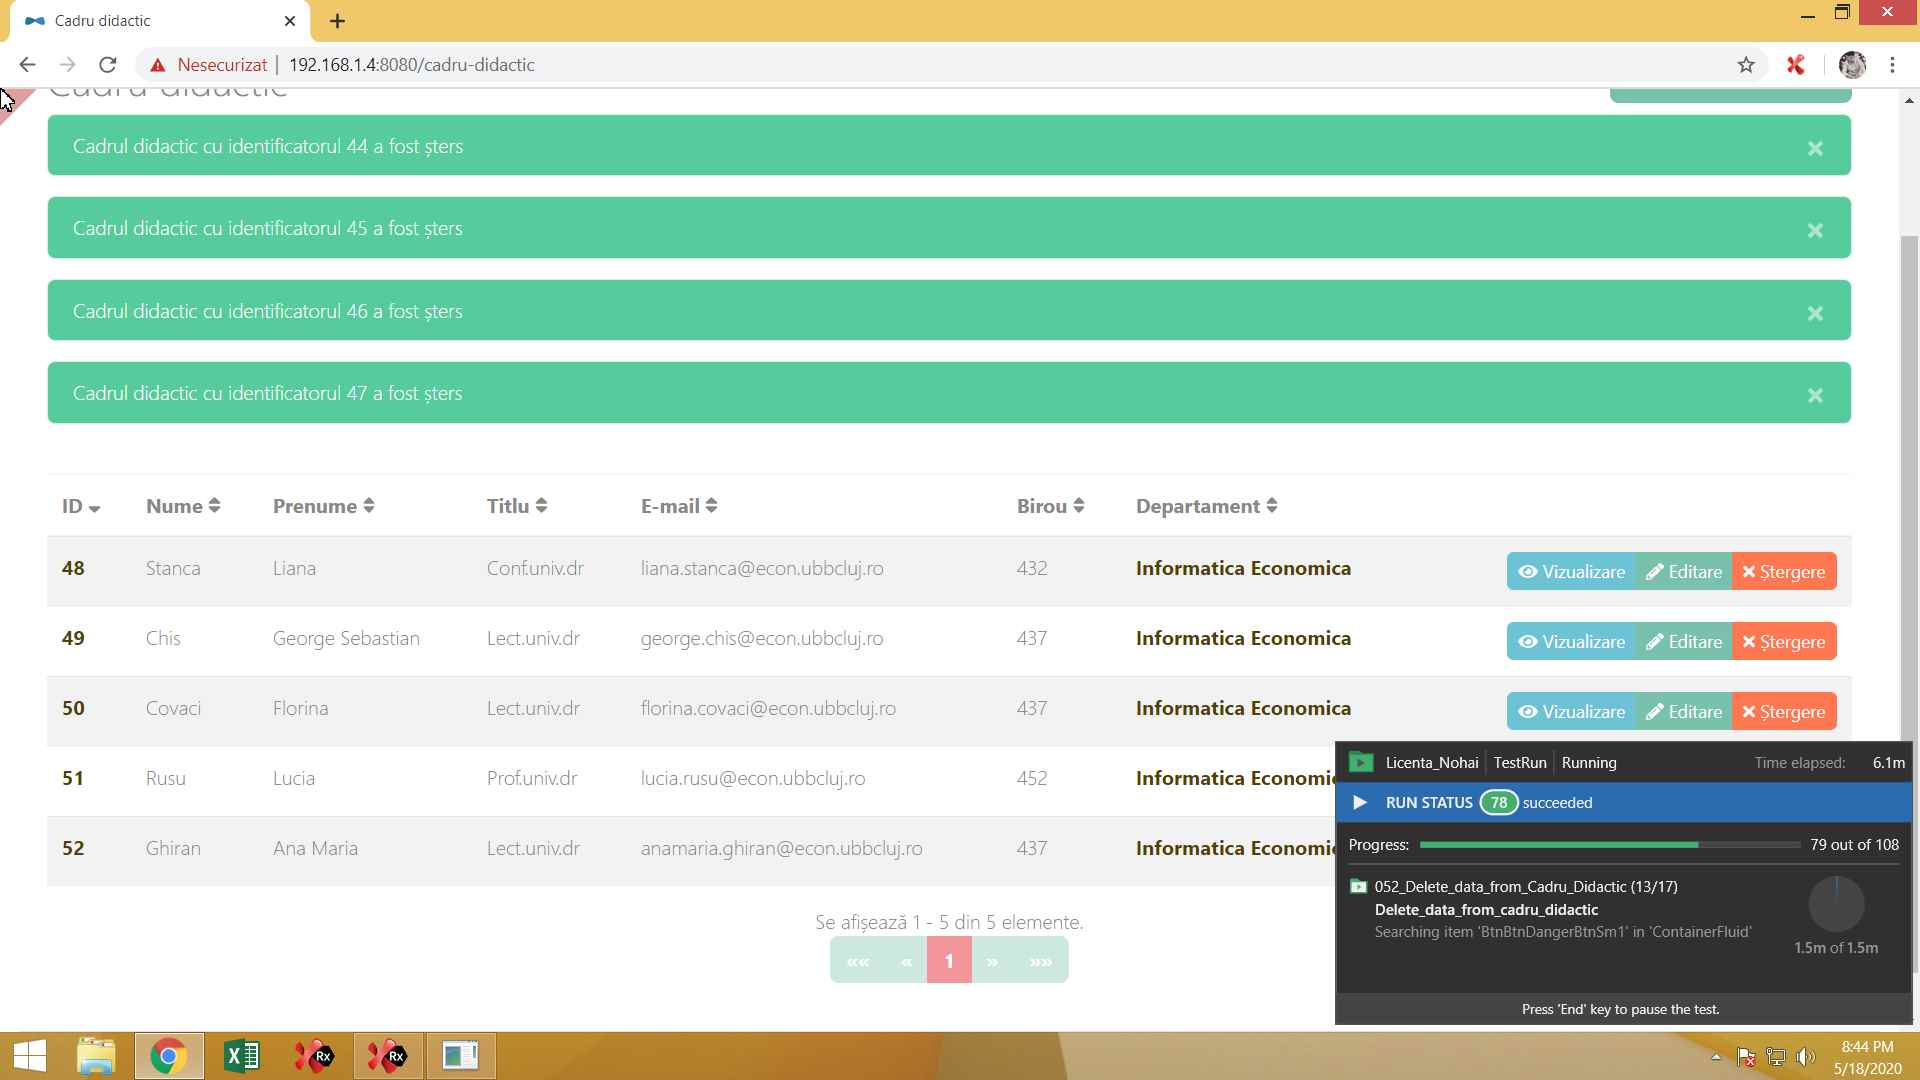 Cadru didactic
Nesecurizat
192.168.1.4:8080/cadru-didactic
Cadru didactic
Cadrul didactic cu identificatorul 44 a fost șters
Cadrul didactic cu identificatorul 45 a fost șters
Cadrul didactic cu identificatorul 46 a fost șters
Cadrul didactic cu identificatorul 47 a fost șters
ID Nume Prenume Titlu E-mail Birou Departament
48 Stanca Liana Conf.univ.dr liana.stanca@econ.ubbcluj.ro 432 Informatica Economica Vizualizare Editare Ștergere
49 Chis George Sebastian Lect.univ.dr george.chis@econ.ubbcluj.ro 437 Informatica Economica Vizualizare Editare Ștergere
50 Covaci Florina Lect.univ.dr florina.covaci@econ.ubbcluj.ro 437 Informatica Economica Vizualizare Editare Ștergere
51 Rusu Lucia Prof.univ.dr lucia.rusu@econ.ubbcluj.ro 452 Informatica Economi
52 Ghiran Ana Maria Lect.univ.dr anamaria.ghiran@econ.ubbcluj.ro 437 Informatica Economi
Se afișează 1 - 5 din 5 elemente.
«« « 1 » »»
Licenta_Nohai TestRun Running Time elapsed: 6.1m
RUN STATUS 78 succeeded
Progress: 79 out of 108
052_Delete_data_from_Cadru_Didactic (13/17)
Delete_data_from_cadru_didactic
Searching item 'BtnBtnDangerBtnSm1' in 'ContainerFluid'
1.5m of 1.5m
Press 'End' key to pause the test.
Rx
Rx
8:44 PM
5/18/2020